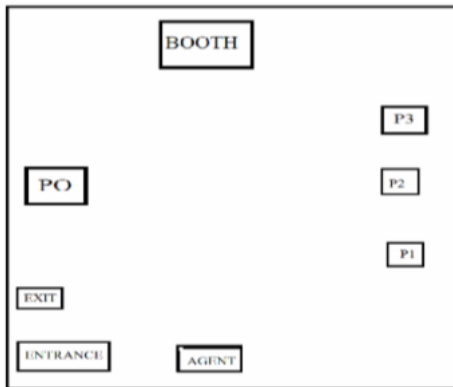 BOOTH
P3
PO
P2
P1
EXIT
ENTRANCE
AGENT